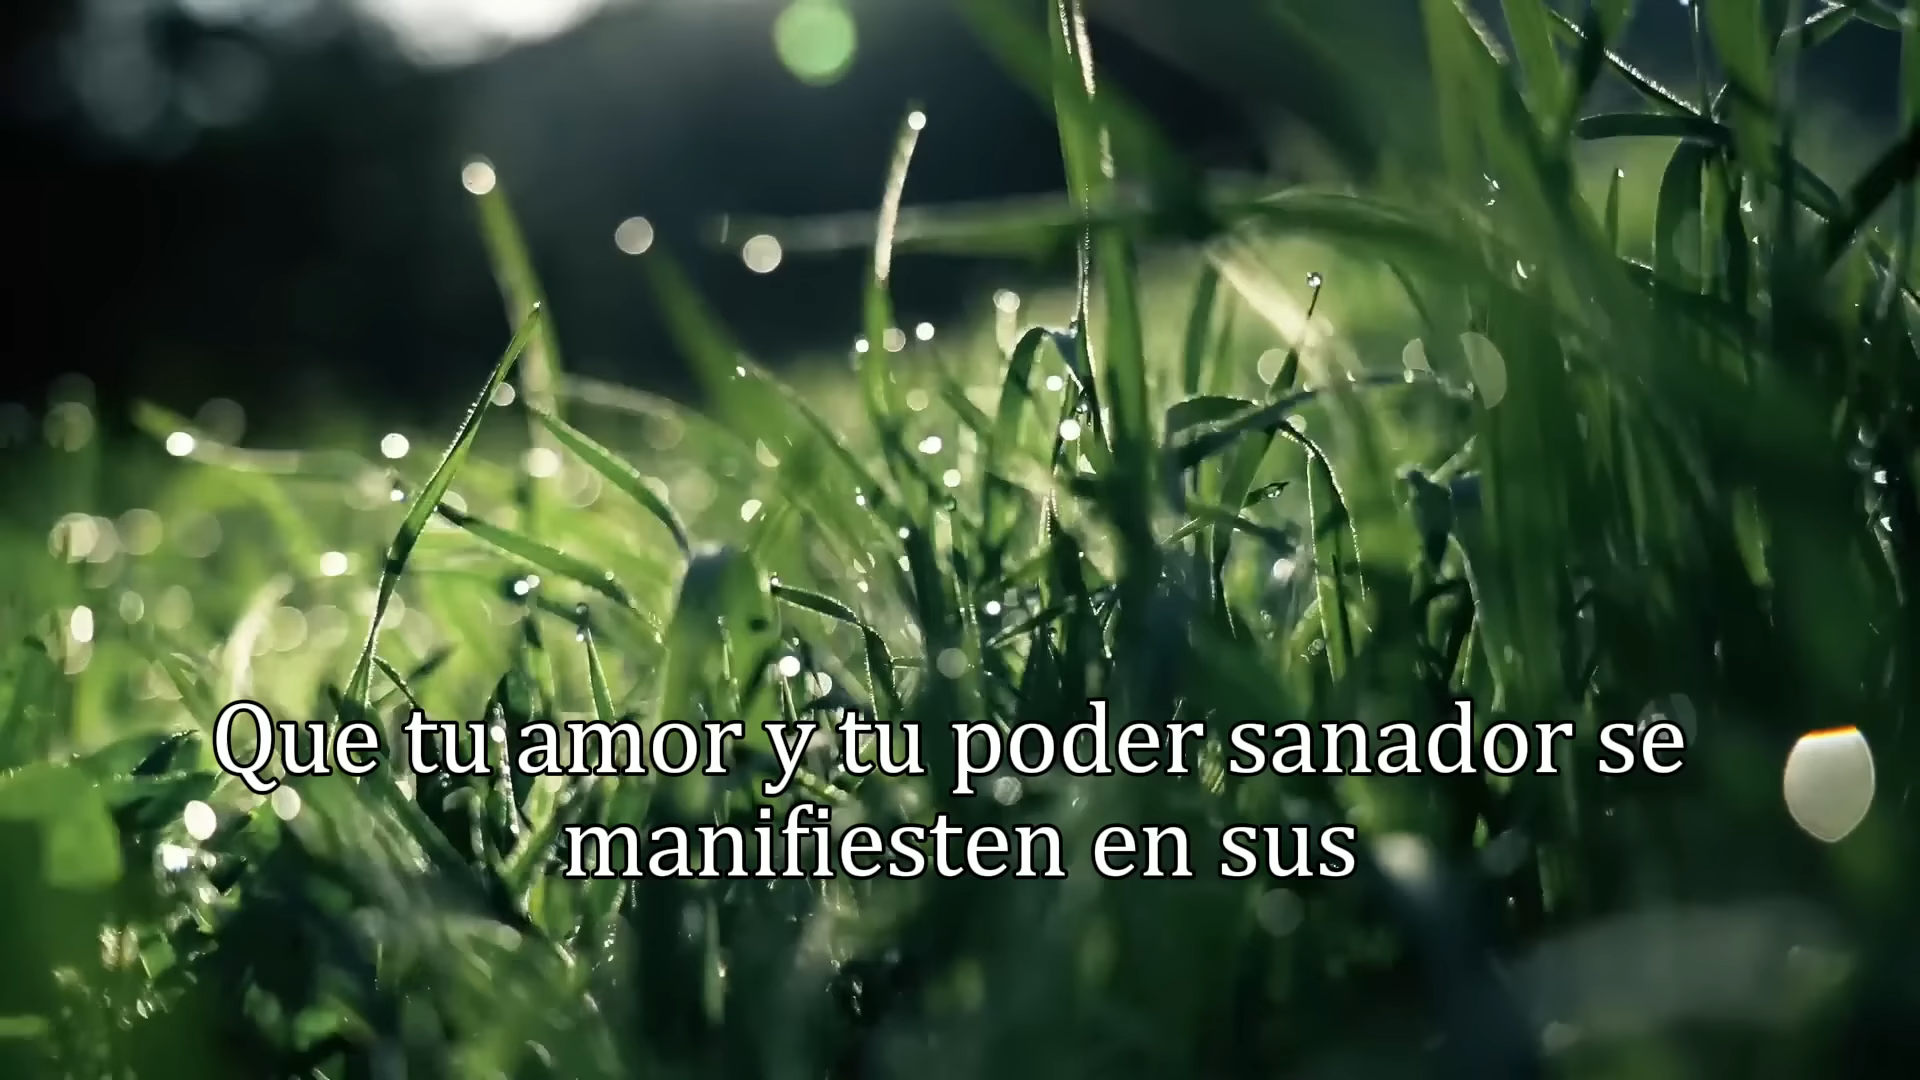 Que tu amor y tu poder sanador se
manifiesten en sus